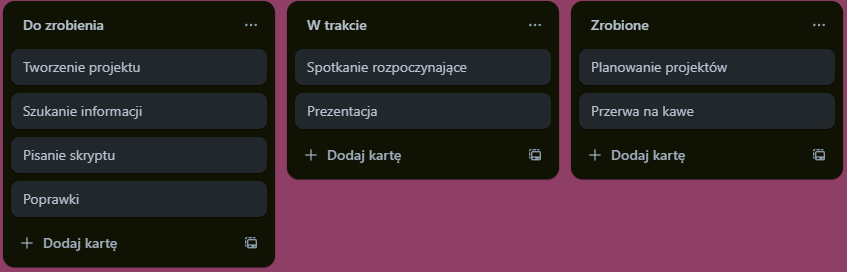 Do zrobienia
Tworzenie projektu
Szukanie informacji
Pisanie skryptu
Poprawki
Dodaj kartę
W trakcie
Spotkanie rozpoczynające
Prezentacja
Dodaj kartę
Zrobione
Planowanie projektów
Przerwa na kawe
Dodaj kartę